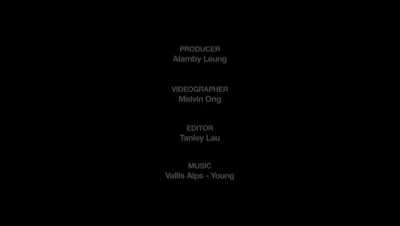 PRODUCER
Alamby Leung
VIDEOGRAPHER
Melvin Ong
EDITOR
Tanley Lau
MUSIC
Vallis Alps - Young